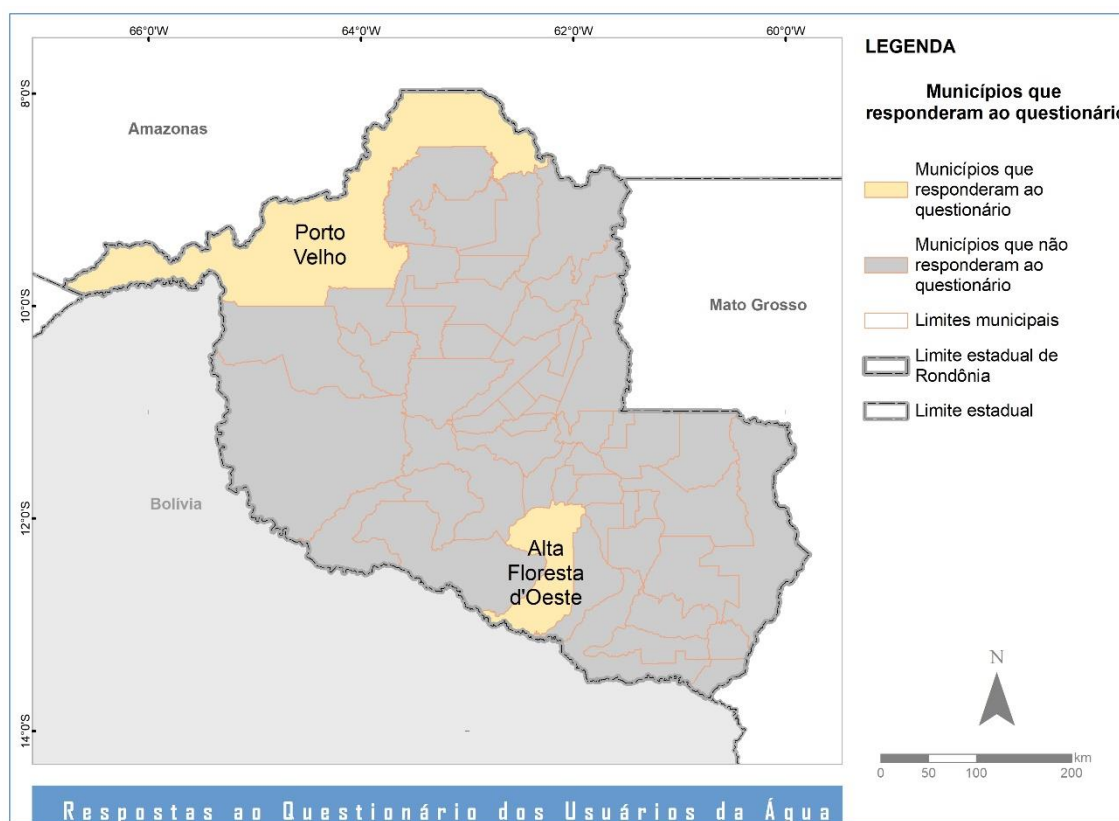 66°0'W 64°0'W 62°0'W 60°0'W
8°0'S
10°0'S
12°0'S
14°0'S
Amazonas
Porto
Velho
Mato Grosso
Bolívia
Alta
Floresta
d'Oeste
LEGENDA
Municípios que
responderam ao questionário
Municípios que
responderam ao
questionário
Municípios que não
responderam ao
questionário
Limites municipais
Limite estadual de
Rondônia
Limite estadual
N
km
0 50 100 200
Respostas ao Questionário dos Usuários da Água